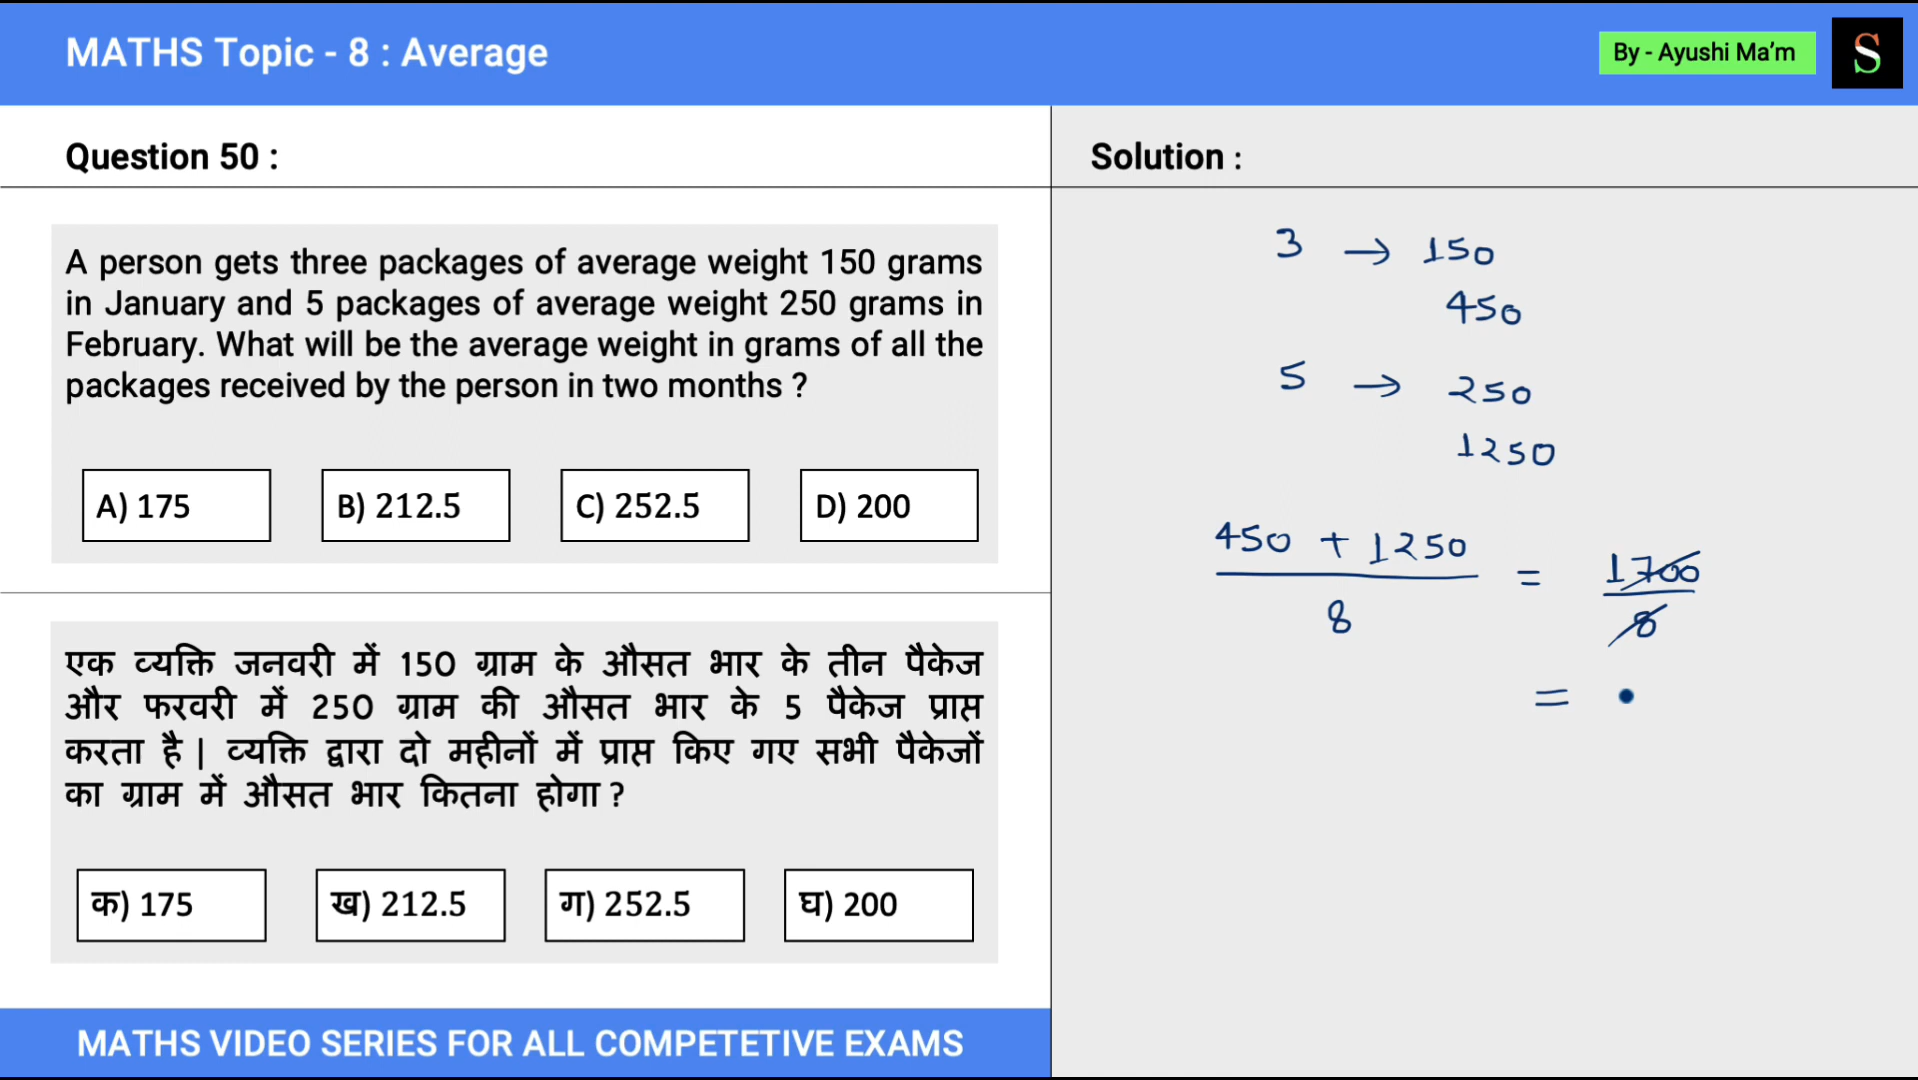 MATHS Topic - 8 : Average
By - Ayushi Ma’m
S
Question 50 :
A person gets three packages of average weight 150 grams
in January and 5 packages of average weight 250 grams in
February. What will be the average weight in grams of all the
packages received by the person in two months ?
A) 175
B) 212.5
C) 252.5
D) 200
एक व्यक्ति जनवरी में 150 ग्राम के औसत भार के तीन पैकेज
और फरवरी में 250 ग्राम की औसत भार के 5 पैकेज प्राप्त
करता है | व्यक्ति द्वारा दो महीनों में प्राप्त किए गए सभी पैकेजों
का ग्राम में औसत भार कितना होगा ?
क) 175
ख) 212.5
ग) 252.5
घ) 200
MATHS VIDEO SERIES FOR ALL COMPETETIVE EXAMS
Solution :
3 → 150
450
5 → 250
1250
450 + 1250 = 1700
8 8
=